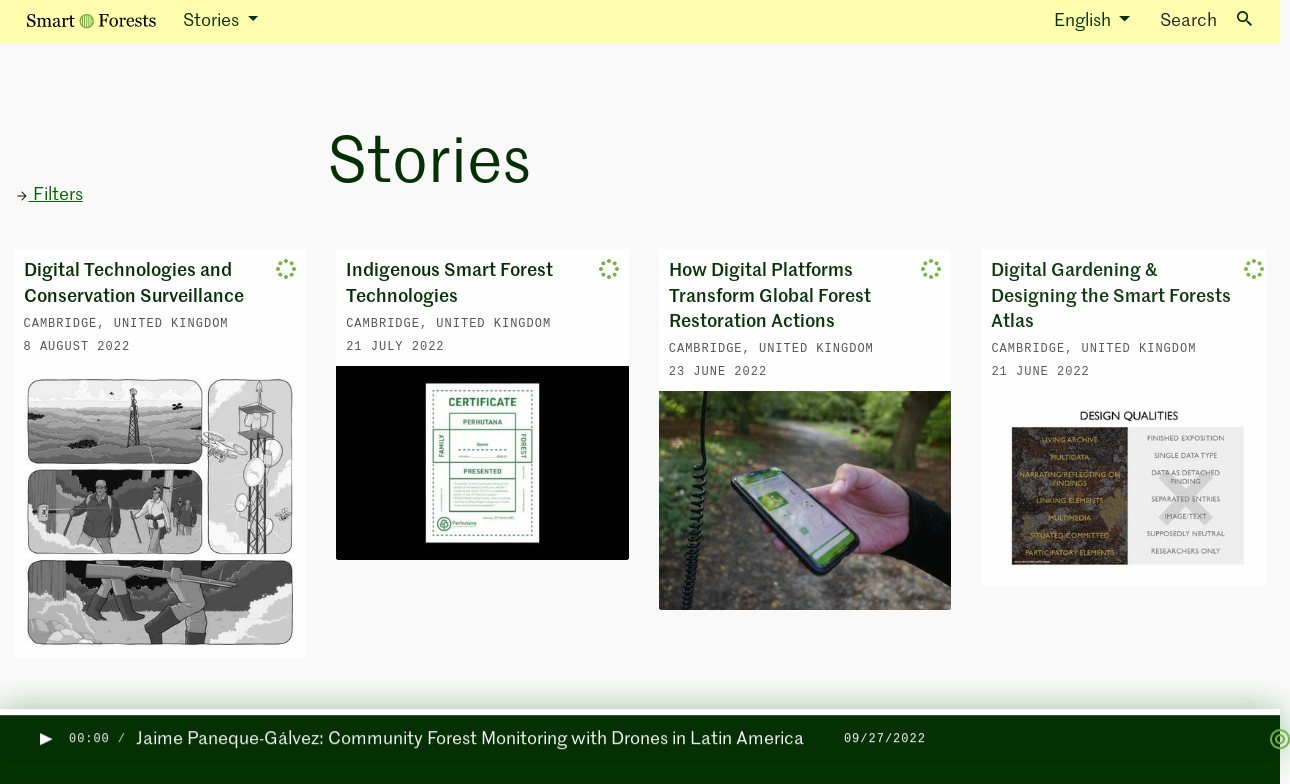 Smart Forests
Stories
English
Search
Stories
Filters
Digital Technologies and
Conservation Surveillance
CAMBRIDGE, UNITED KINGDOM
8 AUGUST 2022
Indigenous Smart Forest
Technologies
CAMBRIDGE, UNITED KINGDOM
21 JULY 2022
CERTIFICATE
PERHUTANA
FAMILY
Name
FOREST
PRESENTED
Perhutana
How Digital Platforms
Transform Global Forest
Restoration Actions
CAMBRIDGE, UNITED KINGDOM
23 JUNE 2022
Digital Gardening &
Designing the Smart Forests
Atlas
CAMBRIDGE, UNITED KINGDOM
21 JUNE 2022
DESIGN QUALITIES
LIVING ARCHIVE
MULTIDATA
NARRATING/REFLECTING ON
FINDINGS
LINKING ELEMENTS
MULTIMEDIA
SITUATED/COMMITTED
PARTICIPATORY ELEMENTS
FINISHED EXPOSITION
SINGLE DATA TYPE
DATA AS DETACHED
FINDING
SEPARATED ENTRIES
IMAGE/TEXT
SUPPOSEDLY NEUTRAL
RESEARCHERS ONLY
00:00 / Jaime Paneque-Gálvez: Community Forest Monitoring with Drones in Latin America 09/27/2022